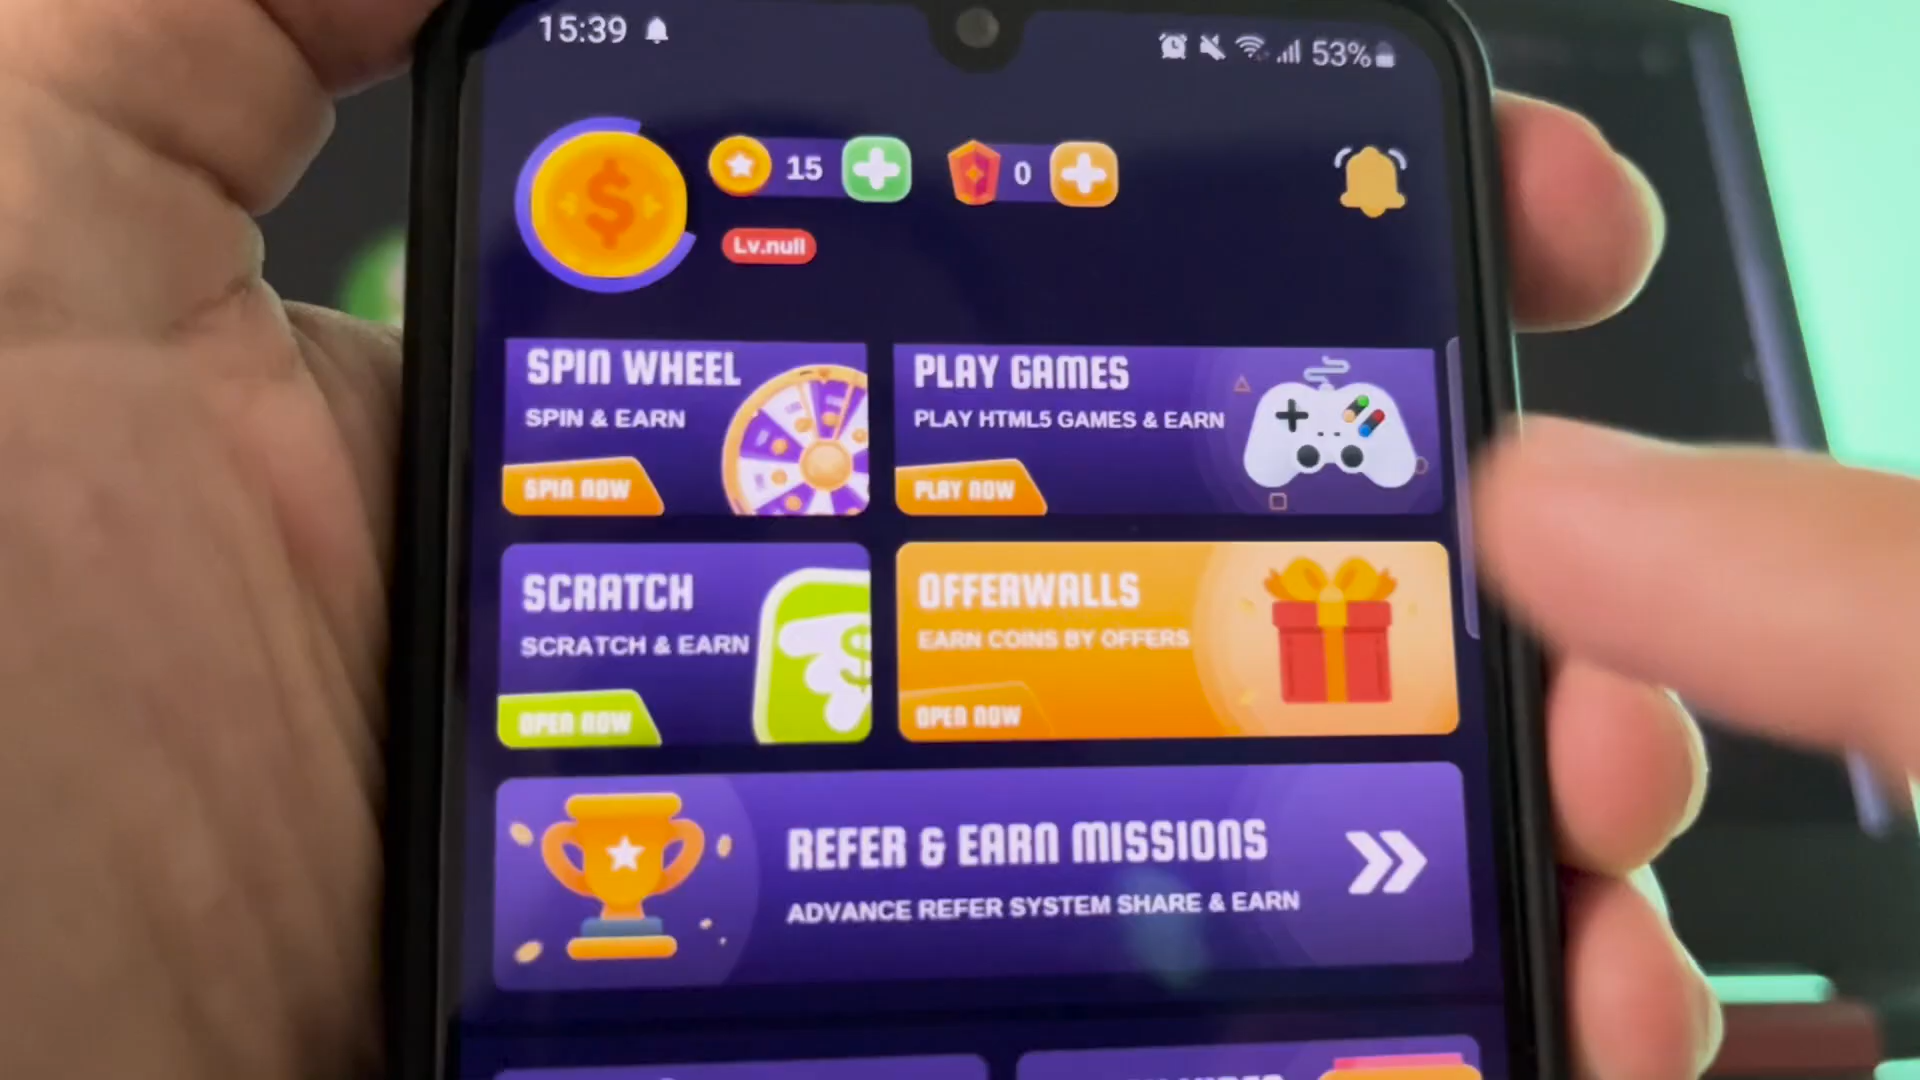 15:39
53%
15
0
Lv.null
SPIN WHEEL
SPIN & EARN
SPIN NOW
PLAY GAMES
PLAY HTML5 GAMES & EARN
PLAY NOW
SCRATCH
SCRATCH & EARN
OPEN NOW
OFFERWALLS
EARN COINS BY OFFERS
OPEN NOW
REFER & EARN MISSIONS
ADVANCE REFER SYSTEM SHARE & EARN